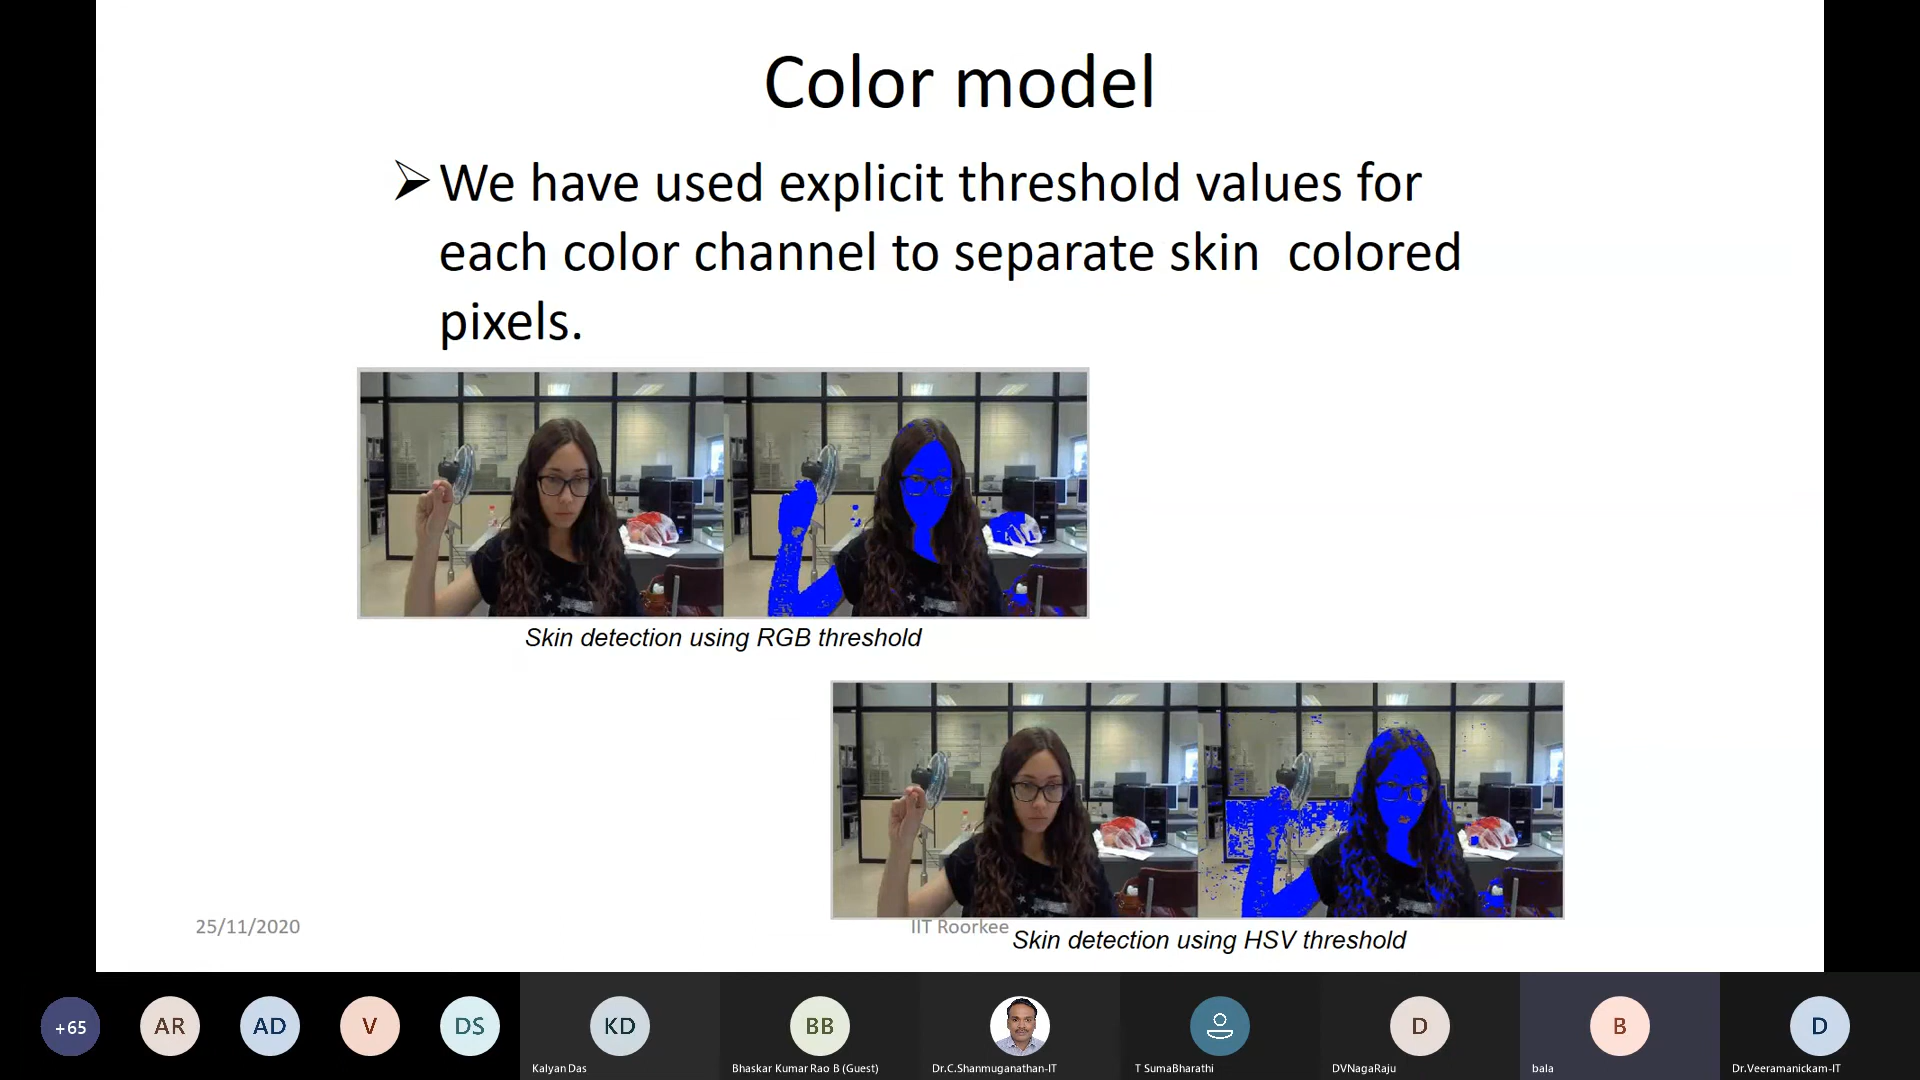 Color model
➢ We have used explicit threshold values for
each color channel to separate skin colored
pixels.
Skin detection using RGB threshold
25/11/2020
IIT Roorkee
Skin detection using HSV threshold
+65
AR
AD
V
DS
KD
BB
D
B
D
Kalyan Das
Bhaskar Kumar Rao B (Guest)
Dr.C.Shanmuganathan-IT
T SumaBharathi
DVNagaRaju
bala
Dr.Veeramanickam-IT